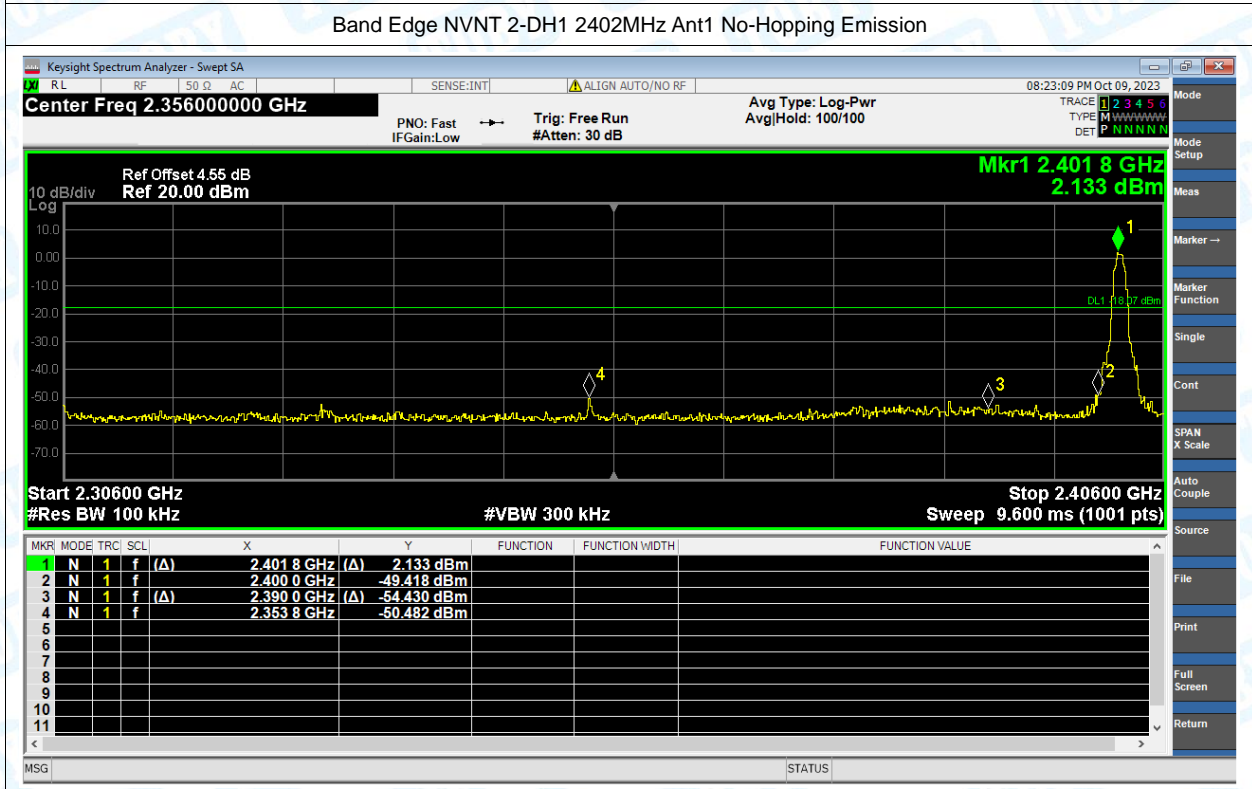 Band Edge NVNT 2-DH1 2402MHz Ant1 No-Hopping Emission
Keysight Spectrum Analyzer - Swept SA
LXI RL RF 50 Ω AC SENSE:INT ALIGN AUTO/NO RF 08:23:09 PM Oct 09, 2023
Center Freq 2.356000000 GHz
PNO: Fast
IFGain:Low
Trig: Free Run
#Atten: 30 dB
Avg Type: Log-Pwr
Avg|Hold: 100/100
TRACE 1 2 3 4 5 6
TYPE M WWWWW
DET P N N N N N
Mkr1 2.401 8 GHz
2.133 dBm
Ref Offset 4.55 dB
10 dB/div Ref 20.00 dBm
Log
10.0
0.00
-10.0
-20.0
-30.0
-40.0
-50.0
-60.0
-70.0
1
DL1 -18.07 dBm
2
3
4
Start 2.30600 GHz
Stop 2.40600 GHz
#Res BW 100 kHz
#VBW 300 kHz
Sweep 9.600 ms (1001 pts)
MKR MODE TRC SCL X Y FUNCTION FUNCTION WIDTH FUNCTION VALUE
1 N 1 f (Δ) 2.401 8 GHz (Δ) 2.133 dBm
2 N 1 f 2.400 0 GHz -49.418 dBm
3 N 1 f (Δ) 2.390 0 GHz (Δ) -54.430 dBm
4 N 1 f 2.353 8 GHz -50.482 dBm
5
6
7
8
9
10
11
MSG STATUS
Mode
Mode
Setup
Meas
Marker →
Marker
Function
Single
Cont
SPAN
X Scale
Auto
Couple
Source
File
Print
Full
Screen
Return